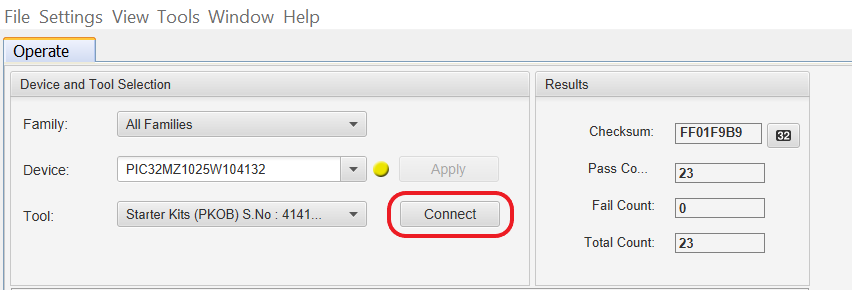 File Settings View Tools Window Help
Operate
Device and Tool Selection
Family:
All Families
Device:
PIC32MZ1025W104132
Apply
Tool:
Starter Kits (PKOB) S.No : 4141...
Connect
Results
Checksum:
FF01F9B9
32
Pass Co...
23
Fail Count:
0
Total Count:
23